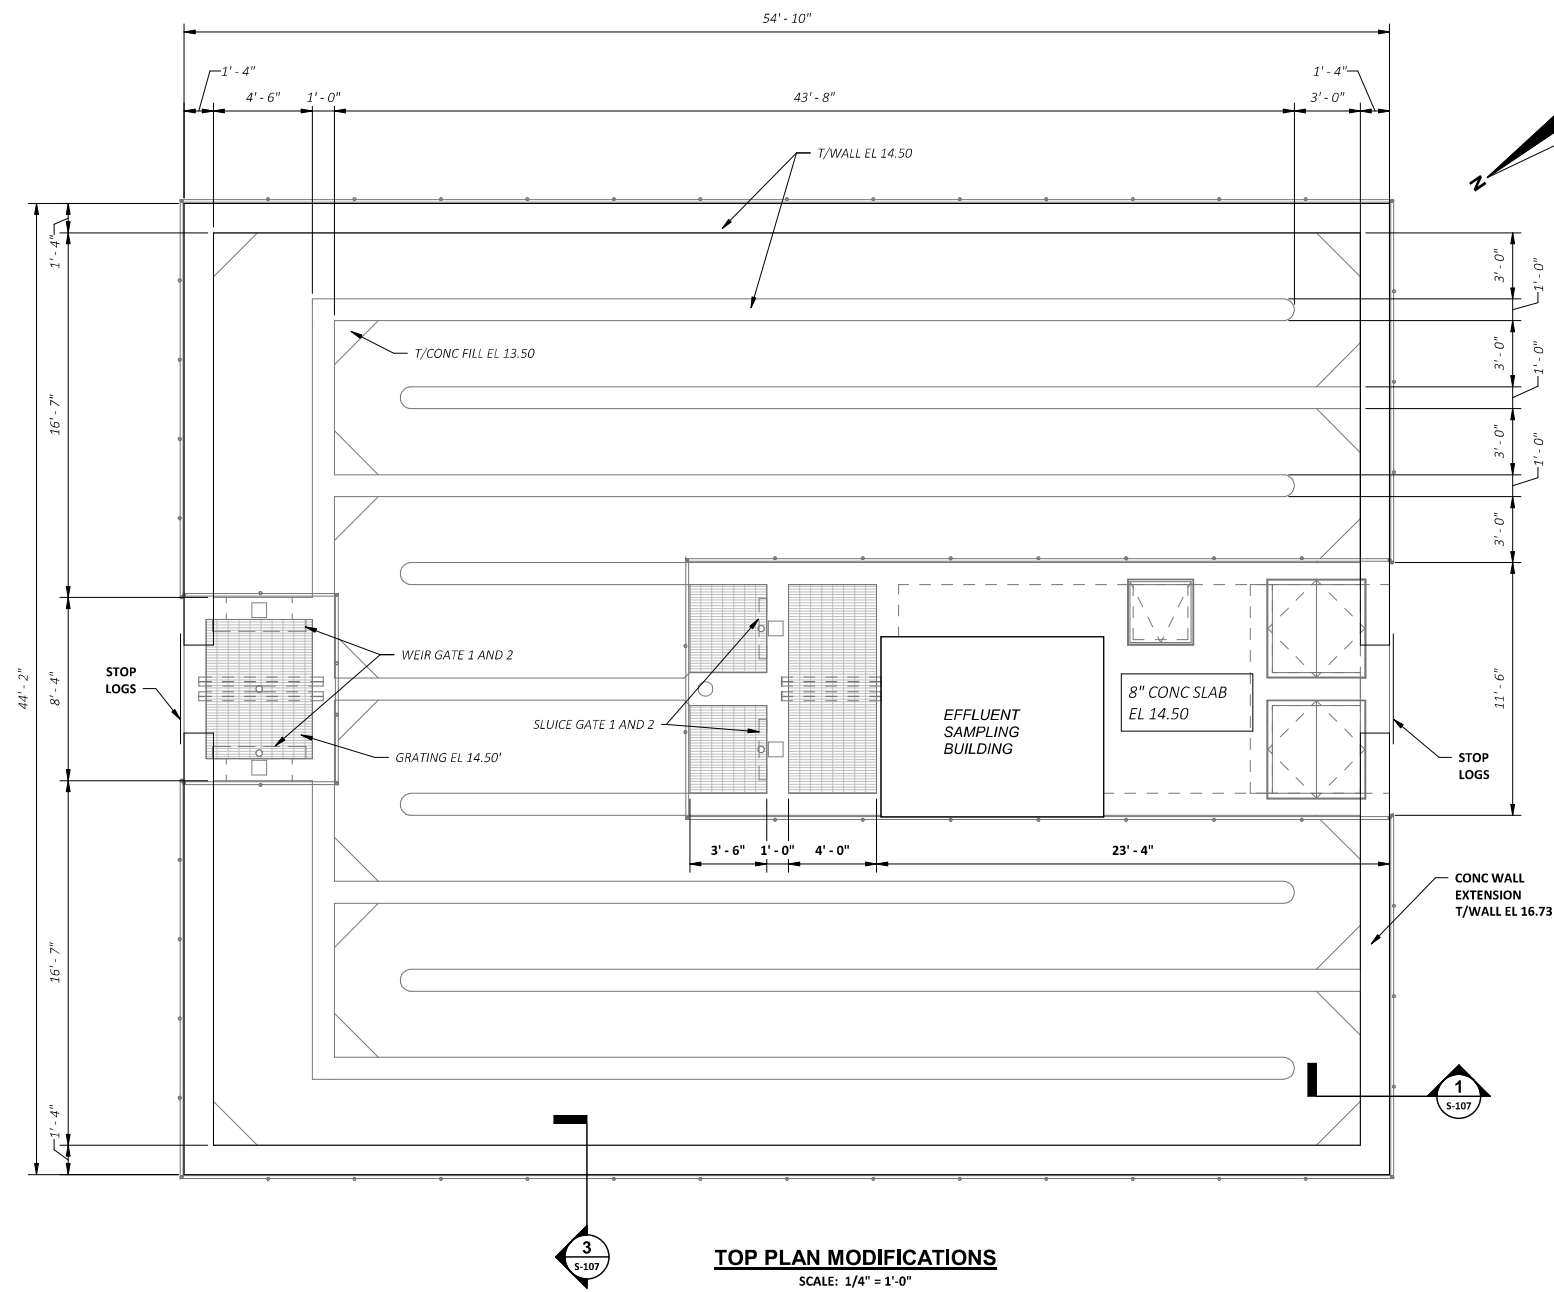 54' - 10"
1' - 4"
4' - 6"
1' - 0"
43' - 8"
1' - 4"
3' - 0"
T/WALL EL 14.50
N
1' - 4"
3' - 0"
1' - 0"
T/CONC FILL EL 13.50
3' - 0"
1' - 0"
16' - 7"
3' - 0"
1' - 0"
3' - 0"
STOP
LOGS
WEIR GATE 1 AND 2
44' - 2"
8' - 4"
8" CONC SLAB
EL 14.50
11' - 6"
SLUICE GATE 1 AND 2
EFFLUENT
SAMPLING
BUILDING
GRATING EL 14.50'
STOP
LOGS
3' - 6"
1' - 0"
4' - 0"
23' - 4"
CONC WALL
EXTENSION
T/WALL EL 16.73
16' - 7"
1' - 4"
1
S-107
3
S-107
TOP PLAN MODIFICATIONS
SCALE: 1/4" = 1'-0"